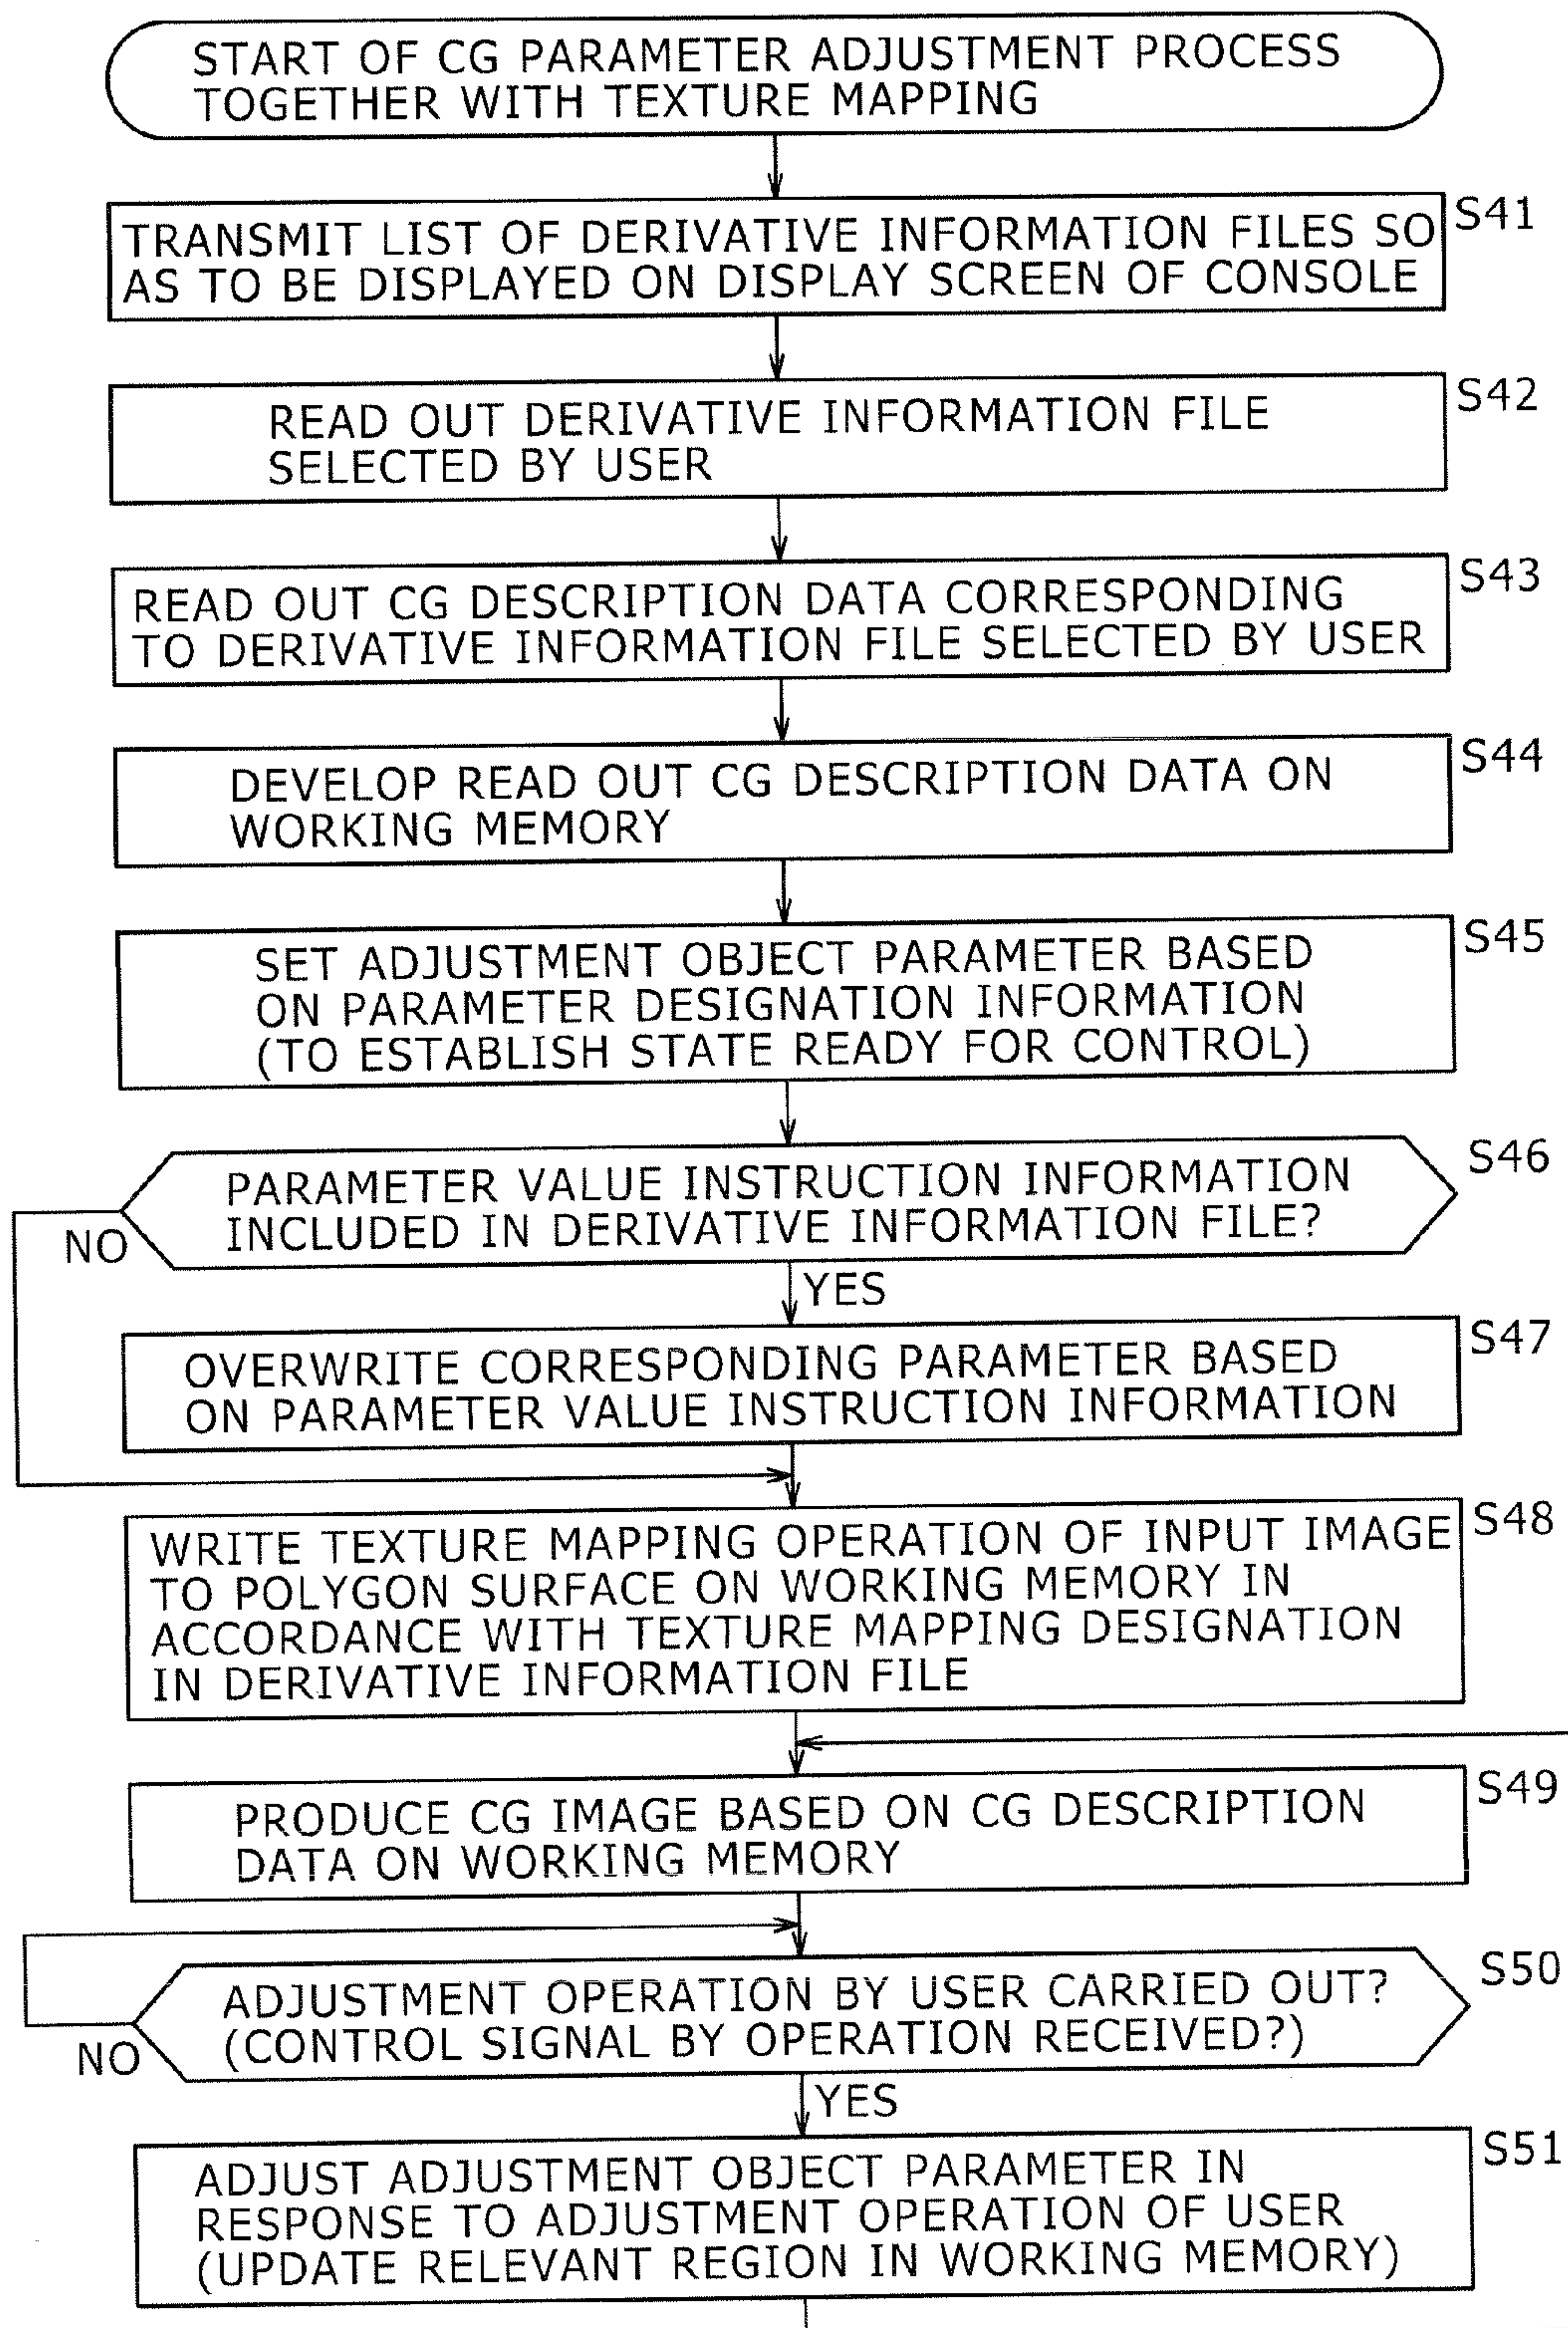 START OF CG PARAMETER ADJUSTMENT PROCESS
TOGETHER WITH TEXTURE MAPPING
S41
TRANSMIT LIST OF DERIVATIVE INFORMATION FILES SO
AS TO BE DISPLAYED ON DISPLAY SCREEN OF CONSOLE
S42
READ OUT DERIVATIVE INFORMATION FILE
SELECTED BY USER
S43
READ OUT CG DESCRIPTION DATA CORRESPONDING
TO DERIVATIVE INFORMATION FILE SELECTED BY USER
S44
DEVELOP READ OUT CG DESCRIPTION DATA ON
WORKING MEMORY
S45
SET ADJUSTMENT OBJECT PARAMETER BASED
ON PARAMETER DESIGNATION INFORMATION
(TO ESTABLISH STATE READY FOR CONTROL)
S46
PARAMETER VALUE INSTRUCTION INFORMATION
INCLUDED IN DERIVATIVE INFORMATION FILE?
NO
YES
S47
OVERWRITE CORRESPONDING PARAMETER BASED
ON PARAMETER VALUE INSTRUCTION INFORMATION
S48
WRITE TEXTURE MAPPING OPERATION OF INPUT IMAGE
TO POLYGON SURFACE ON WORKING MEMORY IN
ACCORDANCE WITH TEXTURE MAPPING DESIGNATION
IN DERIVATIVE INFORMATION FILE
S49
PRODUCE CG IMAGE BASED ON CG DESCRIPTION
DATA ON WORKING MEMORY
S50
ADJUSTMENT OPERATION BY USER CARRIED OUT?
(CONTROL SIGNAL BY OPERATION RECEIVED?)
NO
YES
S51
ADJUST ADJUSTMENT OBJECT PARAMETER IN
RESPONSE TO ADJUSTMENT OPERATION OF USER
(UPDATE RELEVANT REGION IN WORKING MEMORY)